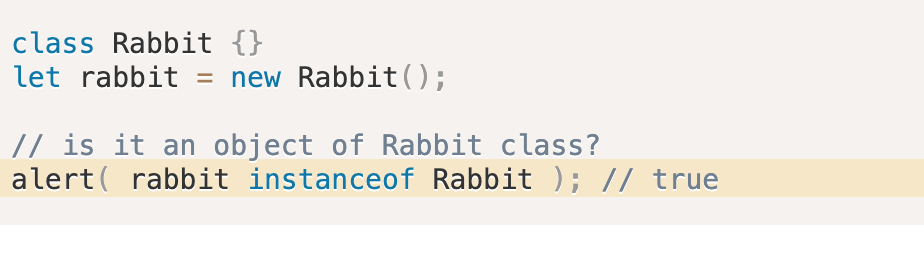 class Rabbit {}
let rabbit = new Rabbit();
// is it an object of Rabbit class?
alert( rabbit instanceof Rabbit ); // true